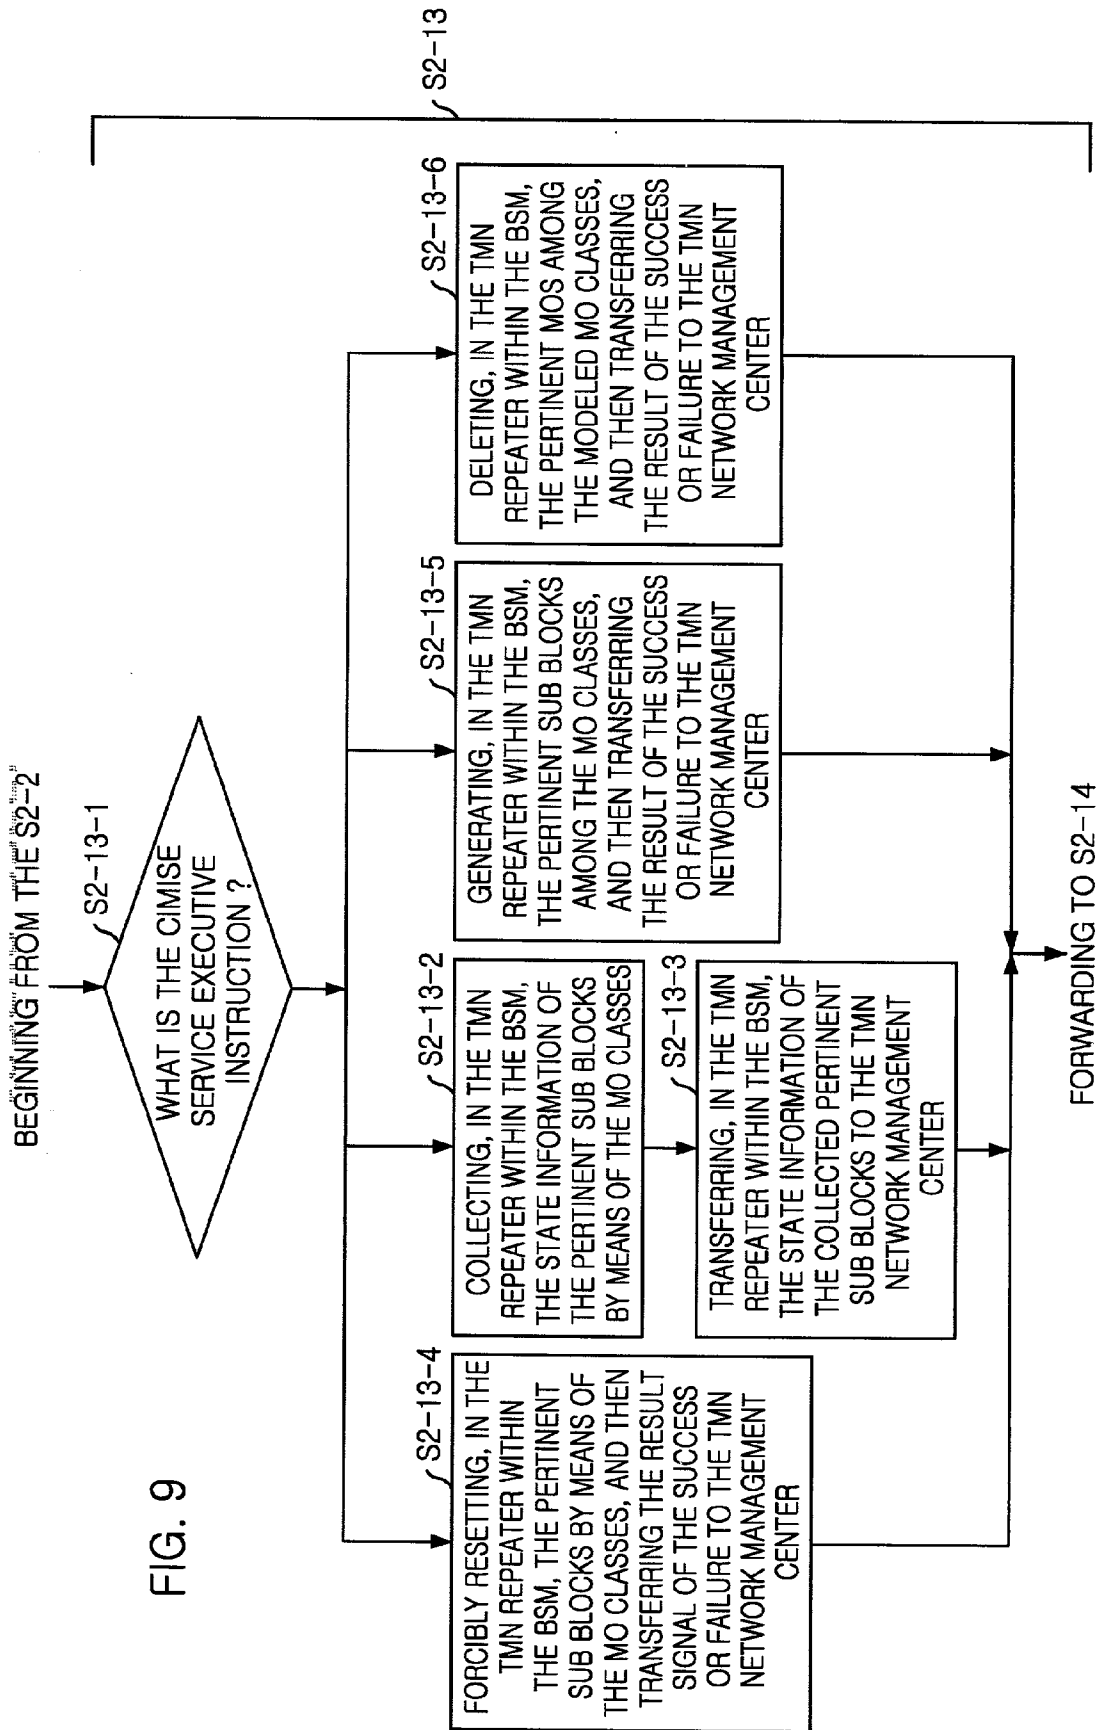 FIG. 9
BEGINNING FROM THE S2-2
S2-13-1
WHAT IS THE CIMISE
SERVICE EXECUTIVE
INSTRUCTION ?
S2-13-4
FORCIBLY RESETTING, IN THE
TMN REPEATER WITHIN
THE BSM, THE PERTINENT
SUB BLOCKS BY MEANS OF
THE MO CLASSES, AND THEN
TRANSFERRING THE RESULT
SIGNAL OF THE SUCCESS
OR FAILURE TO THE TMN
NETWORK MANAGEMENT
CENTER
S2-13-2
COLLECTING, IN THE TMN
REPEATER WITHIN THE BSM,
THE STATE INFORMATION OF
THE PERTINENT SUB BLOCKS
BY MEANS OF THE MO CLASSES
S2-13-3
TRANSFERRING, IN THE TMN
REPEATER WITHIN THE BSM,
THE STATE INFORMATION OF
THE COLLECTED PERTINENT
SUB BLOCKS TO THE TMN
NETWORK MANAGEMENT
CENTER
S2-13-5
GENERATING, IN THE TMN
REPEATER WITHIN THE BSM,
THE PERTINENT SUB BLOCKS
AMONG THE MO CLASSES,
AND THEN TRANSFERRING
THE RESULT OF THE SUCCESS
OR FAILURE TO THE TMN
NETWORK MANAGEMENT
CENTER
S2-13-6
DELETING, IN THE TMN
REPEATER WITHIN THE BSM,
THE PERTINENT MOS AMONG
THE MODELED MO CLASSES,
AND THEN TRANSFERRING
THE RESULT OF THE SUCCESS
OR FAILURE TO THE TMN
NETWORK MANAGEMENT
CENTER
S2-13
FORWARDING TO S2-14